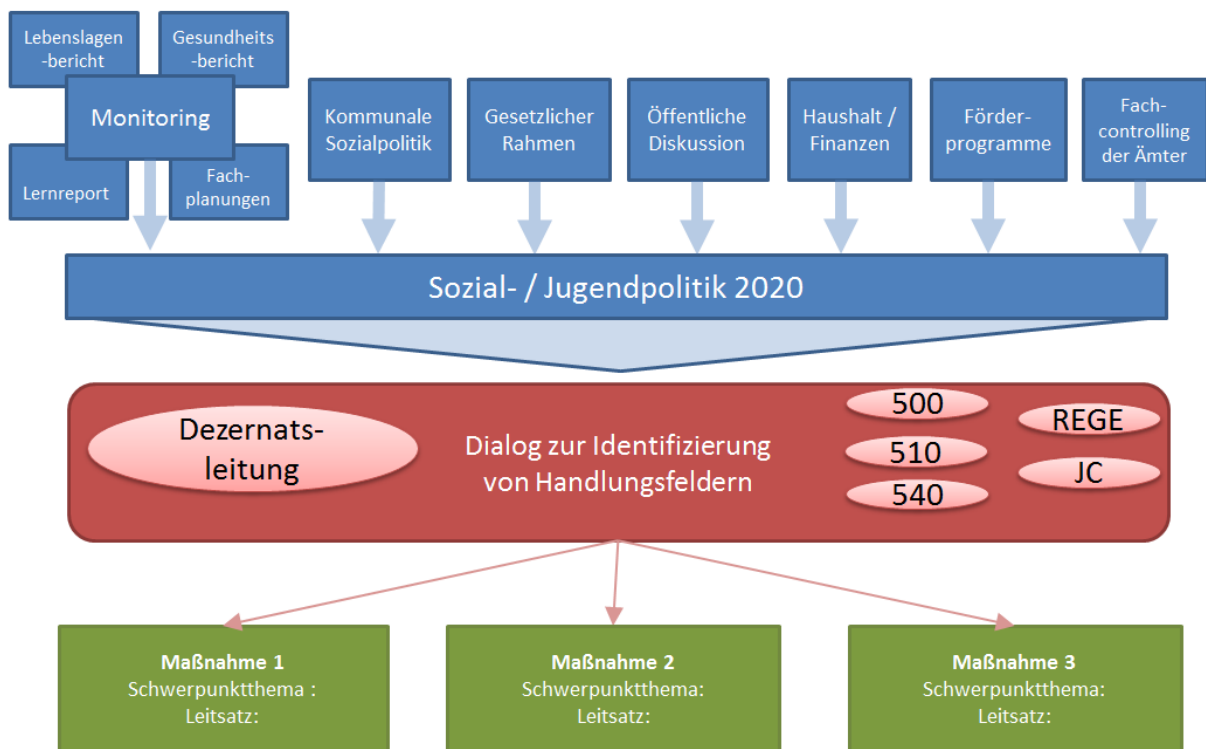 Lebenslagen
-bericht
Gesundheits
-bericht
Monitoring
Lernreport
Fach-
planungen
Kommunale
Sozialpolitik
Gesetzlicher
Rahmen
Öffentliche
Diskussion
Haushalt /
Finanzen
Förder-
programme
Fach-
controlling
der Ämter
Sozial- / Jugendpolitik 2020
Dezernats-
leitung
Dialog zur Identifizierung
von Handlungsfeldern
500
510
540
REGE
JC
Maßnahme 1
Schwerpunktthema :
Leitsatz:
Maßnahme 2
Schwerpunktthema:
Leitsatz:
Maßnahme 3
Schwerpunktthema:
Leitsatz: